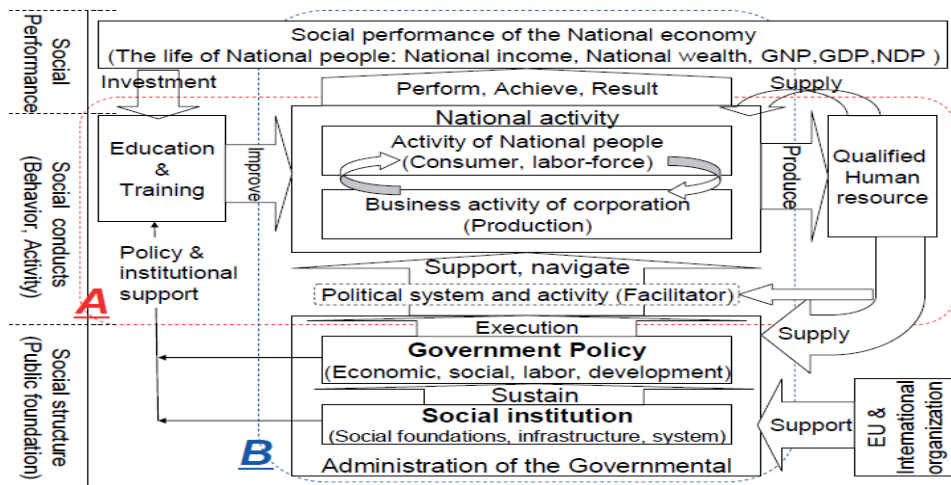 Social
Performance
Social performance of the National economy
(The life of National people: National income, National wealth, GNP,GDP,NDP )
Investment
Perform, Achieve, Result
Supply
Social conducts
(Behavior, Activity)
Education
&
Training
Improve
National activity
Activity of National people
(Consumer, labor-force)
Business activity of corporation
(Production)
Produce
Qualified
Human
resource
Policy &
institutional
support
A
Support, navigate
Political system and activity (Facilitator)
Social structure
(Public foundation)
Execution
Supply
Government Policy
(Economic, social, labor, development)
Sustain
Social institution
(Social foundations, infrastructure, system)
B
Administration of the Governmental
Support
EU &
International
organization